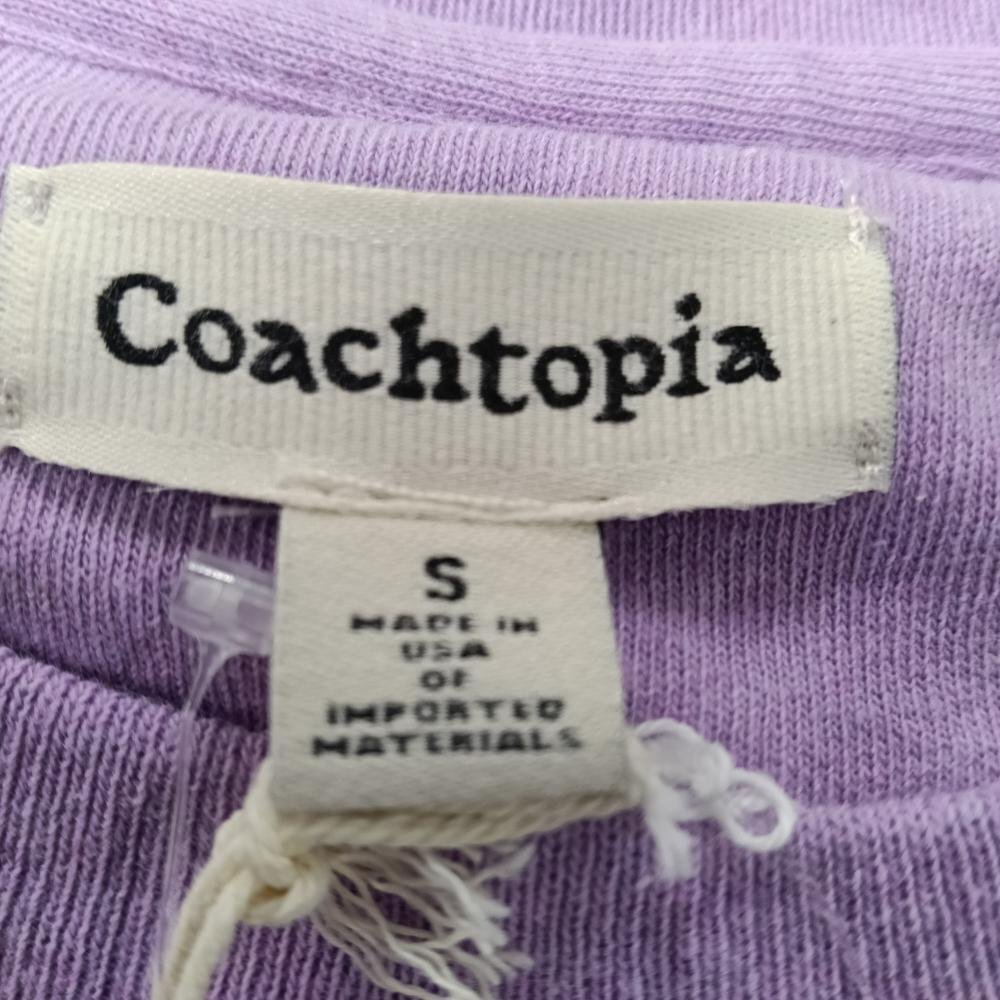 Coachtopia
S
MADE IN
USA
OF
IMPORTED
MATERIALS